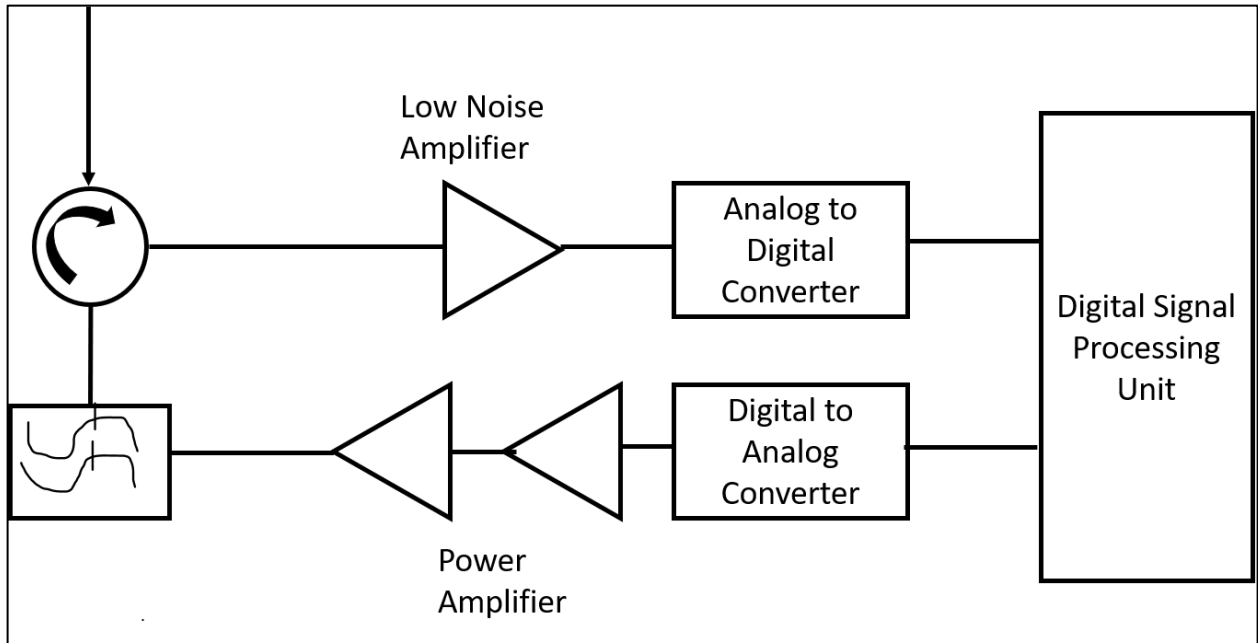 Low Noise
Amplifier
Analog to
Digital
Converter
Digital Signal
Processing
Unit
Digital to
Analog
Converter
Power
Amplifier